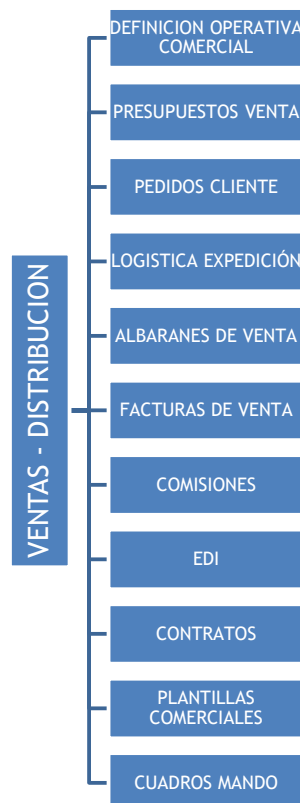 VENTAS - DISTRIBUCION
DEFINICION OPERATIVA
COMERCIAL
PRESUPUESTOS VENTA
PEDIDOS CLIENTE
LOGISTICA EXPEDICIÓN
ALBARANES DE VENTA
FACTURAS DE VENTA
COMISIONES
EDI
CONTRATOS
PLANTILLAS
COMERCIALES
CUADROS MANDO